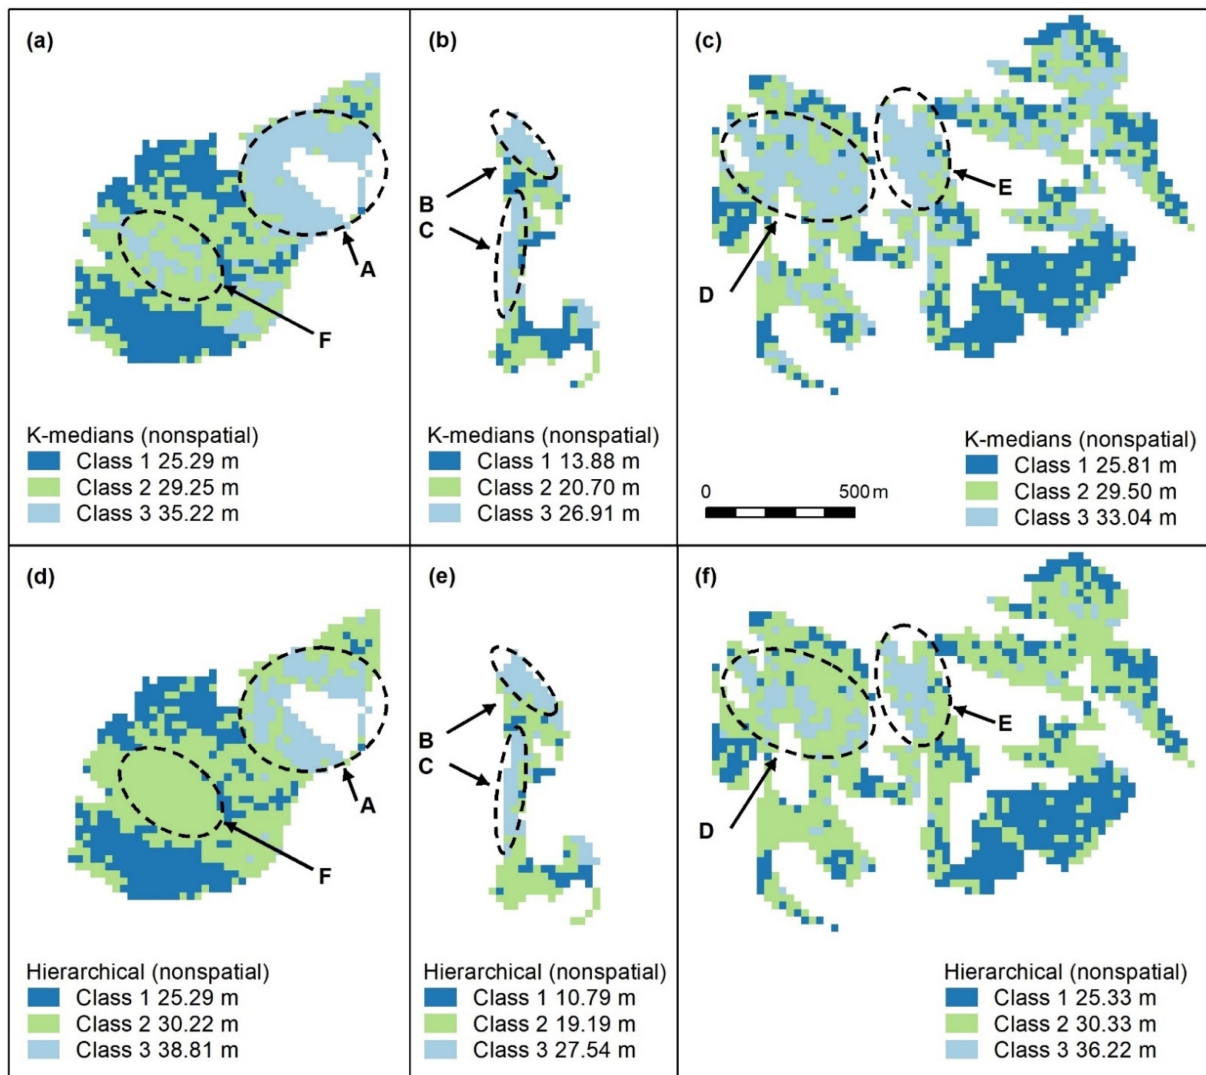 (a)
A
F
K-medians (nonspatial)
Class 1 25.29 m
Class 2 29.25 m
Class 3 35.22 m
(b)
B
C
K-medians (nonspatial)
Class 1 13.88 m
Class 2 20.70 m
Class 3 26.91 m
(c)
E
D
0 500 m
K-medians (nonspatial)
Class 1 25.81 m
Class 2 29.50 m
Class 3 33.04 m
(d)
A
F
Hierarchical (nonspatial)
Class 1 25.29 m
Class 2 30.22 m
Class 3 38.81 m
(e)
B
C
Hierarchical (nonspatial)
Class 1 10.79 m
Class 2 19.19 m
Class 3 27.54 m
(f)
E
D
Hierarchical (nonspatial)
Class 1 25.33 m
Class 2 30.33 m
Class 3 36.22 m